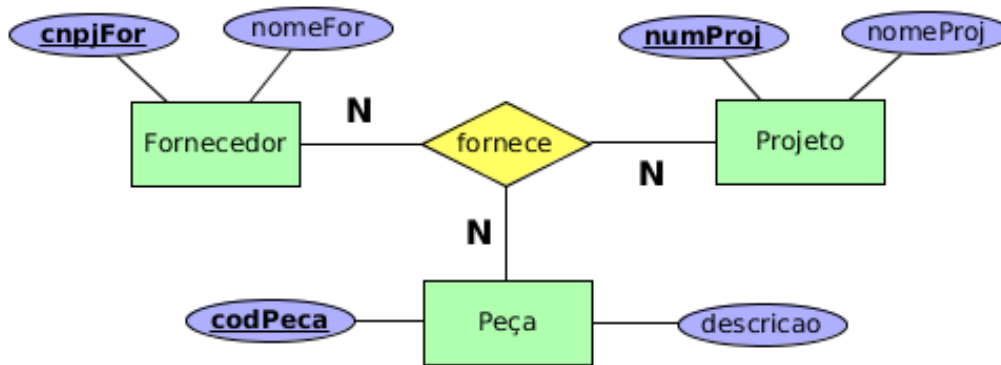 cnpjFor
nomeFor
numProj
nomeProj
N
Fornecedor
fornece
Projeto
N
N
codPeca
Peça
descricao